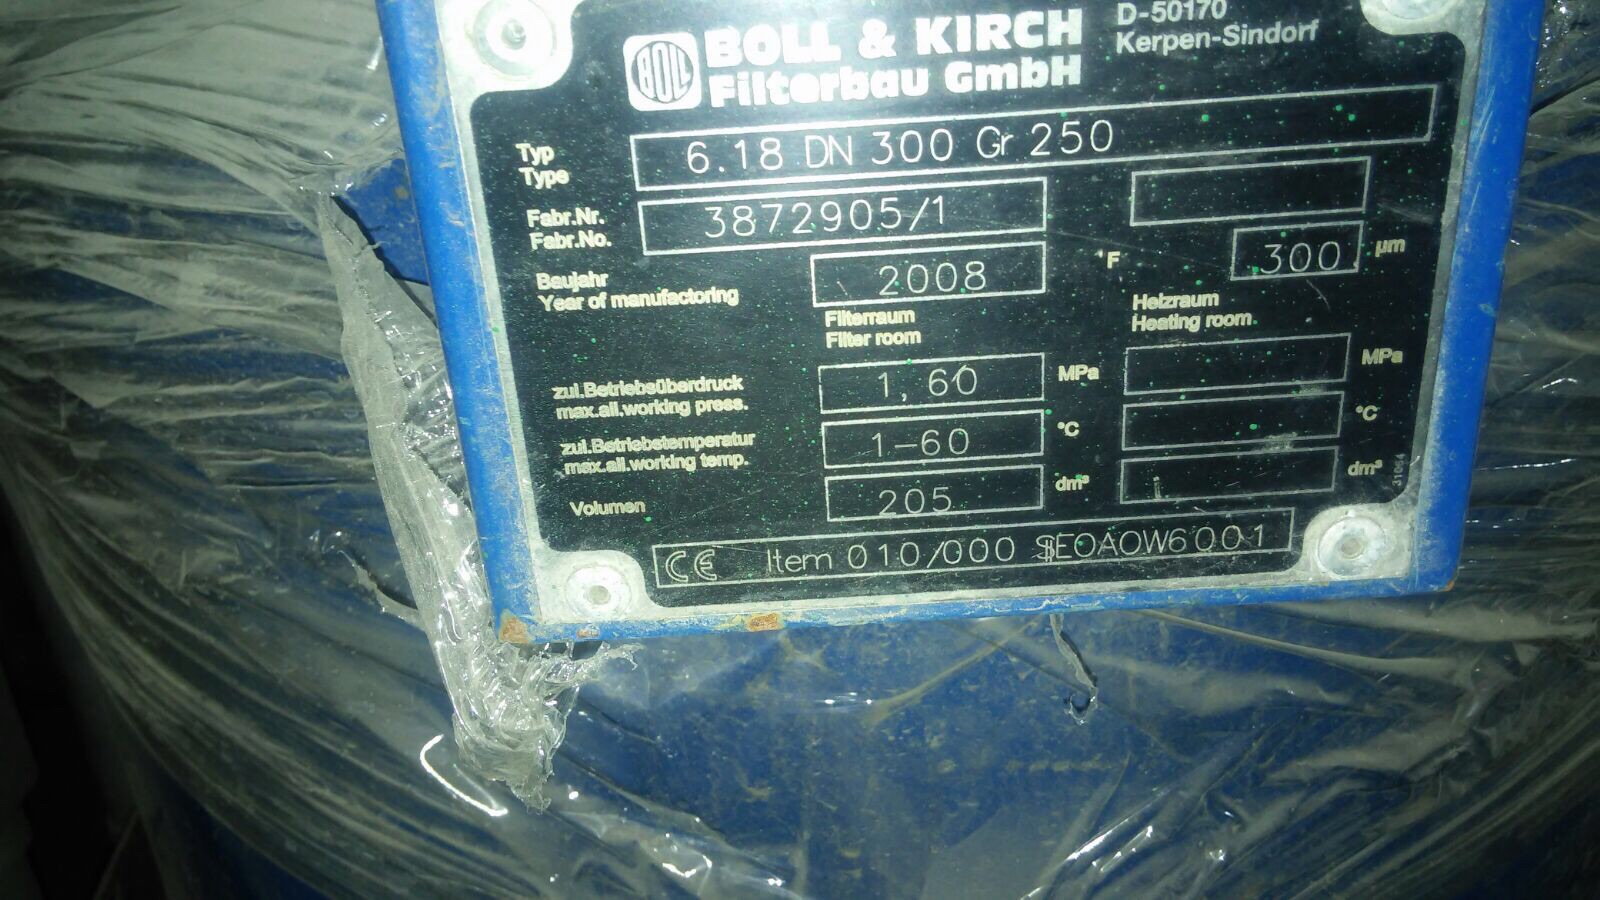 BOLL
BOLL & KIRCH
Filterbau GmbH
D-50170
Kerpen-Sindorf
Typ
Type
6.18 DN 300 Gr 250
Fabr.Nr.
Fabr.No.
3872905/1
Baujahr
Year of manufactoring
2008
F
300 µm
Filterraum
Filter room
Heizraum
Heating room
zul.Betriebsüberdruck
max.all.working press.
1,60 MPa
MPa
zul.Betriebstemperatur
max.all.working temp.
1-60 °C
°C
Volumen
205 dm³
dm³
31064
CE Item 010/000 SE0A0W6001